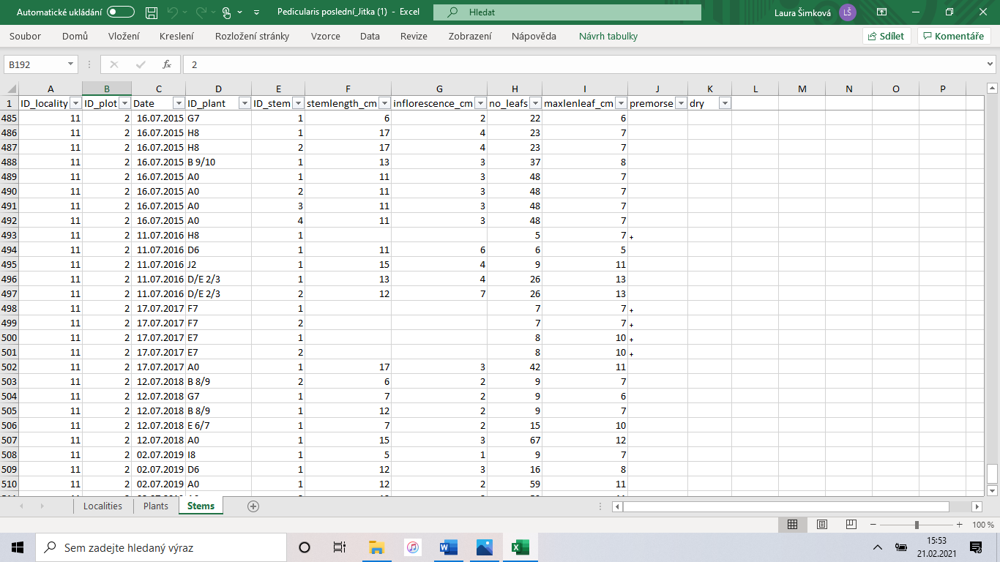 Automatické ukládání Pedicularis poslední_Jitka (1) - Excel Hledat Laura Šimková LŠ
Soubor Domů Vložení Kreslení Rozložení stránky Vzorce Data Revize Zobrazení Nápověda Návrh tabulky Sdílet Komentáře
B192 fx 2
A B C D E F G H I J K L M N O P
1 ID_locality ID_plot Date ID_plant ID_stem stemlength_cm inflorescence_cm no_leafs maxlenleaf_cm premorse dry
485 11 2 16.07.2015 G7 1 6 2 22 6
486 11 2 16.07.2015 H8 1 17 4 23 7
487 11 2 16.07.2015 H8 2 17 4 23 7
488 11 2 16.07.2015 B 9/10 1 13 3 37 8
489 11 2 16.07.2015 A0 1 11 3 48 7
490 11 2 16.07.2015 A0 2 11 3 48 7
491 11 2 16.07.2015 A0 3 11 3 48 7
492 11 2 16.07.2015 A0 4 11 3 48 7
493 11 2 11.07.2016 H8 1 5 7 +
494 11 2 11.07.2016 D6 1 11 6 6 5
495 11 2 11.07.2016 J2 1 15 4 9 11
496 11 2 11.07.2016 D/E 2/3 1 13 4 26 13
497 11 2 11.07.2016 D/E 2/3 2 12 7 26 13
498 11 2 17.07.2017 F7 1 7 7 +
499 11 2 17.07.2017 F7 2 7 7 +
500 11 2 17.07.2017 E7 1 8 10 +
501 11 2 17.07.2017 E7 2 8 10 +
502 11 2 17.07.2017 A0 1 17 3 42 11
503 11 2 12.07.2018 B 8/9 2 6 2 9 7
504 11 2 12.07.2018 G7 1 7 2 9 6
505 11 2 12.07.2018 B 8/9 1 12 2 9 7
506 11 2 12.07.2018 E 6/7 1 7 2 15 10
507 11 2 12.07.2018 A0 1 15 3 67 12
508 11 2 02.07.2019 I8 1 5 1 9 7
509 11 2 02.07.2019 D6 1 12 3 16 8
510 11 2 02.07.2019 A0 1 12 2 59 11
Localities Plants Stems
100 %
Sem zadejte hledaný výraz 15:53
21.02.2021